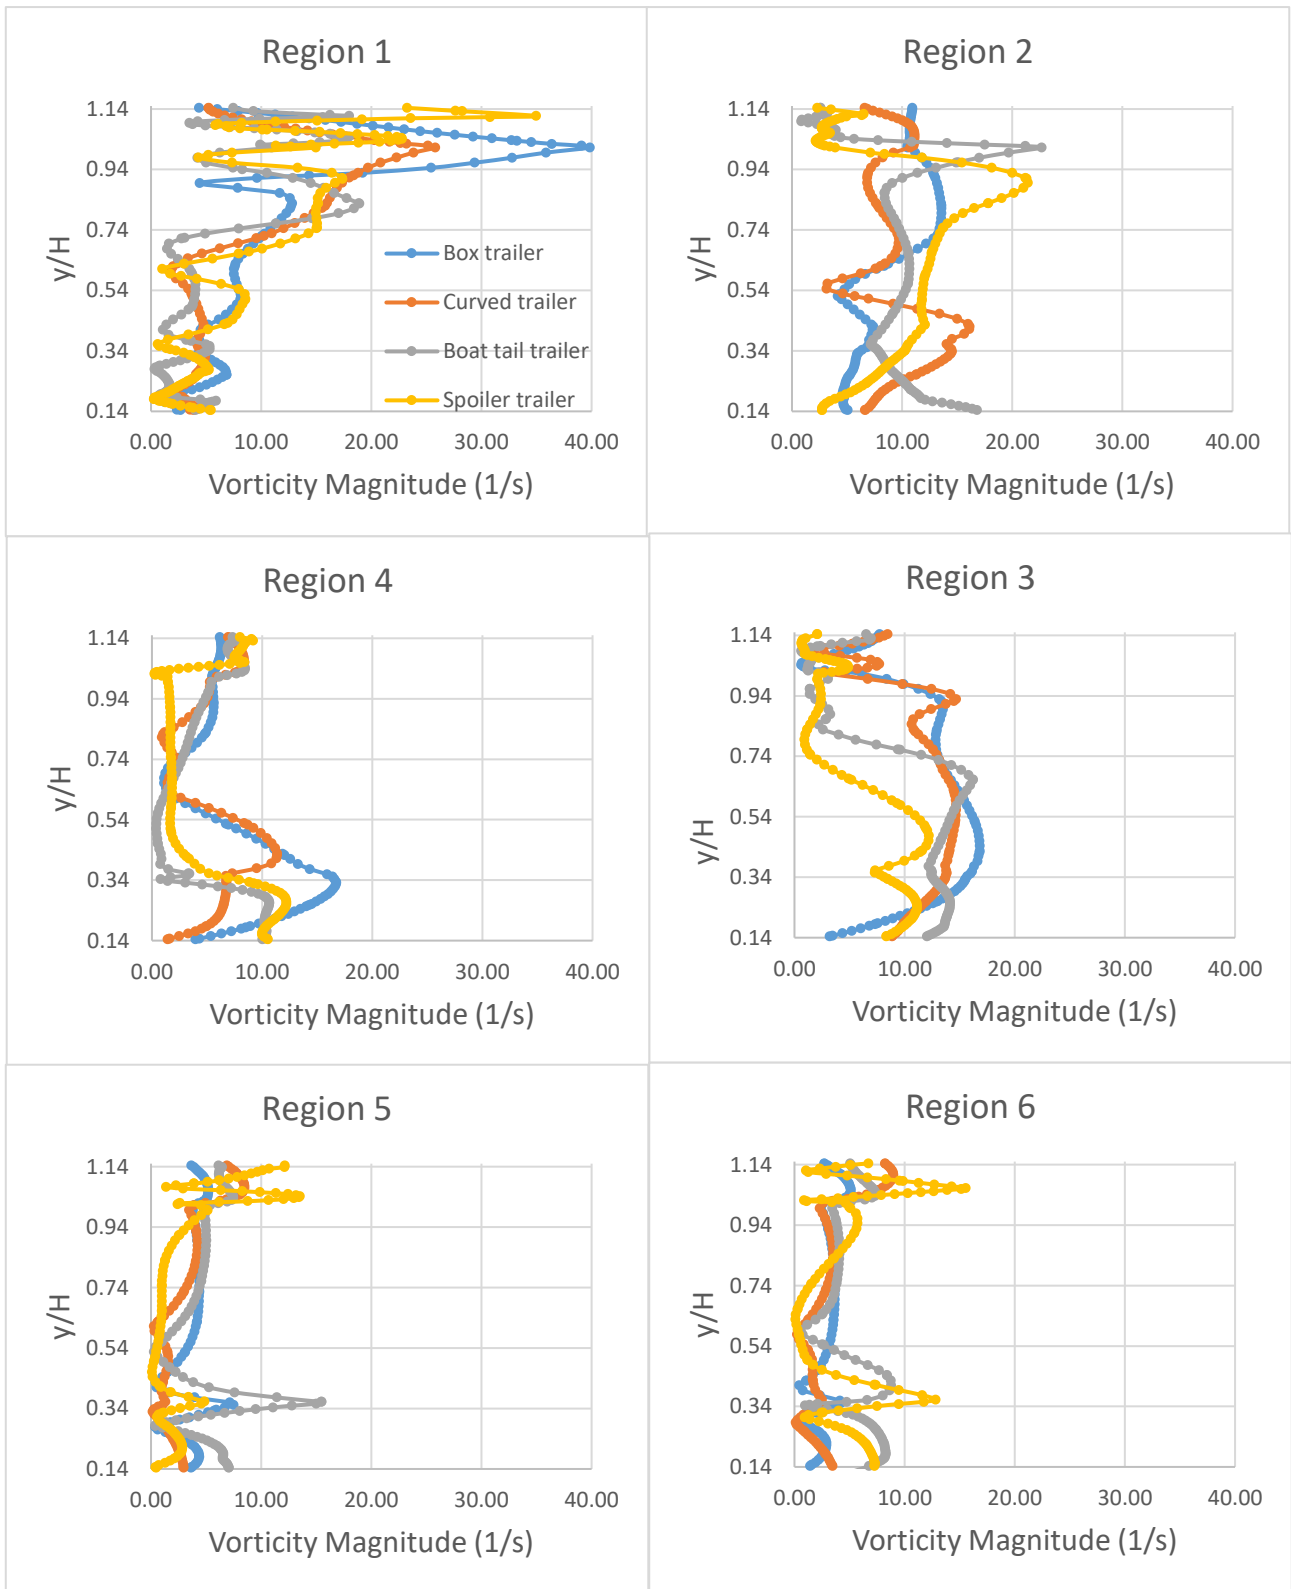 Region 1
1.14
0.94
0.74
0.54
0.34
0.14
y/H
Box trailer
Curved trailer
Boat tail trailer
Spoiler trailer
0.00 10.00 20.00 30.00 40.00
Vorticity Magnitude (1/s)
Region 2
1.14
0.94
0.74
0.54
0.34
0.14
y/H
0.00 10.00 20.00 30.00 40.00
Vorticity Magnitude (1/s)
Region 4
1.14
0.94
0.74
0.54
0.34
0.14
y/H
0.00 10.00 20.00 30.00 40.00
Vorticity Magnitude (1/s)
Region 3
1.14
0.94
0.74
0.54
0.34
0.14
y/H
0.00 10.00 20.00 30.00 40.00
Vorticity Magnitude (1/s)
Region 5
1.14
0.94
0.74
0.54
0.34
0.14
y/H
0.00 10.00 20.00 30.00 40.00
Vorticity Magnitude (1/s)
Region 6
1.14
0.94
0.74
0.54
0.34
0.14
y/H
0.00 10.00 20.00 30.00 40.00
Vorticity Magnitude (1/s)